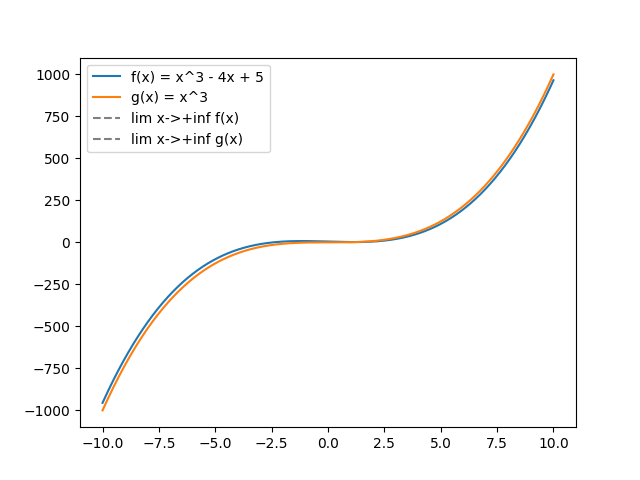 f(x) = x^3 - 4x + 5
g(x) = x^3
lim x->+inf f(x)
lim x->+inf g(x)
1000
750
500
250
0
−250
−500
−750
−1000
−10.0 −7.5 −5.0 −2.5 0.0 2.5 5.0 7.5 10.0